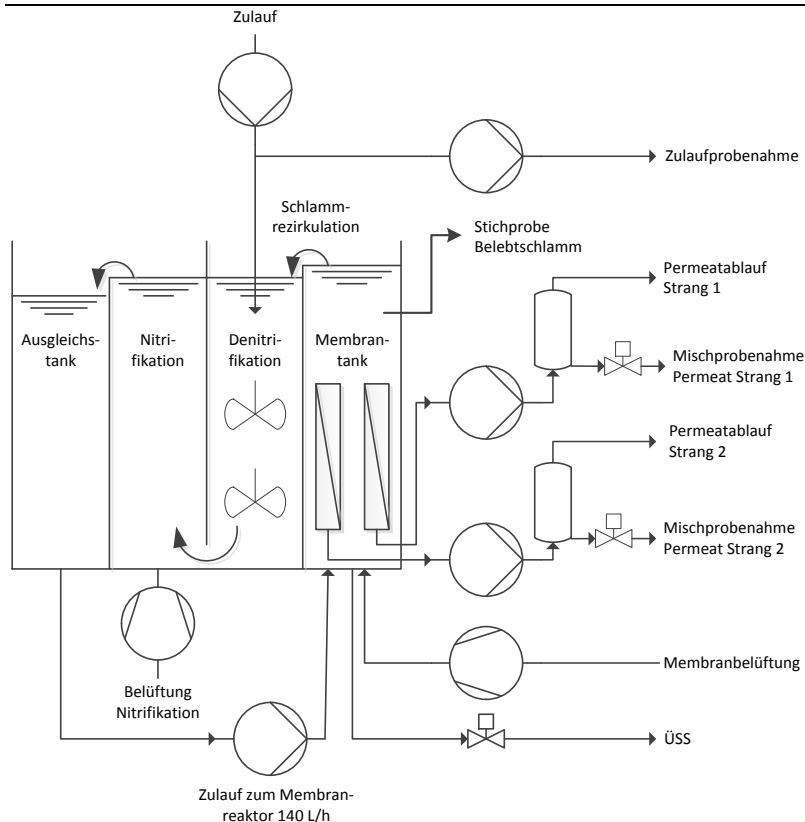 Zulauf
Zulaufprobenahme
Schlamm-
rezirkulation
Stichprobe
Belebtschlamm
Permeatablauf
Strang 1
Ausgleichs-
tank
Nitri-
fikation
Denitri-
fikation
Membran-
tank
Mischprobenahme
Permeat Strang 1
Permeatablauf
Strang 2
Mischprobenahme
Permeat Strang 2
Membranbelüftung
Belüftung
Nitrifikation
ÜSS
Zulauf zum Membran-
reaktor 140 L/h